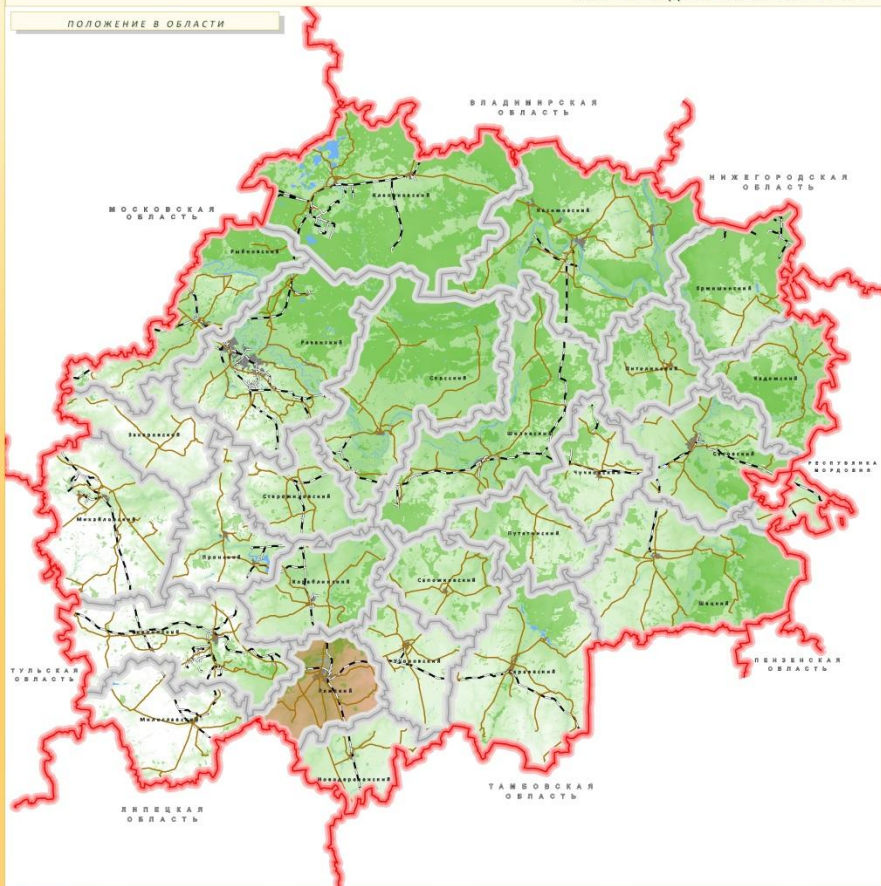 ПОЛОЖЕНИЕ В ОБЛАСТИ
ВЛАДИМИРСКАЯ
ОБЛАСТЬ
НИЖЕГОРОДСКАЯ
ОБЛАСТЬ
МОСКОВСКАЯ
ОБЛАСТЬ
Клепиковский
Касимовский
Рыбновский
Ермишинский
Рязанский
Спасский
Пителинский
Кадомский
Захаровский
Шиловский
Чучковский
Сасовский
РЕСПУБЛИКА
МОРДОВИЯ
Старожиловский
Михайловский
Пронский
Путятинский
Кораблинский
Сапожковский
Шацкий
Скопинский
Ухоловский
Сараевский
ТУЛЬСКАЯ
ОБЛАСТЬ
ПЕНЗЕНСКАЯ
ОБЛАСТЬ
Ряжский
Милославский
Новодеревенский
ТАМБОВСКАЯ
ОБЛАСТЬ
ЛИПЕЦКАЯ
ОБЛАСТЬ